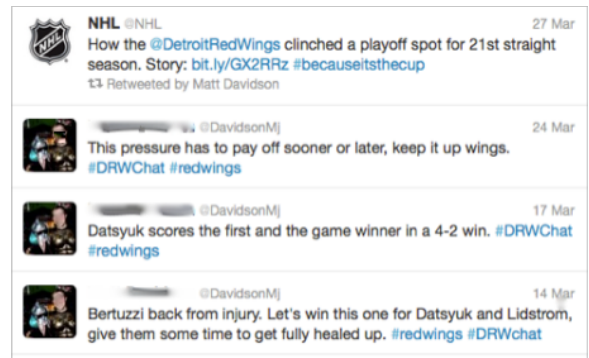 NHL @NHL 27 Mar
How the @DetroitRedWings clinched a playoff spot for 21st straight
season. Story: bit.ly/GX2RRz #becauseitsthecup
Retweeted by Matt Davidson
@DavidsonMj 24 Mar
This pressure has to pay off sooner or later, keep it up wings.
#DRWChat #redwings
@DavidsonMj 17 Mar
Datsyuk scores the first and the game winner in a 4-2 win. #DRWChat
#redwings
@DavidsonMj 14 Mar
Bertuzzi back from injury. Let's win this one for Datsyuk and Lidstrom,
give them some time to get fully healed up. #redwings #DRWchat